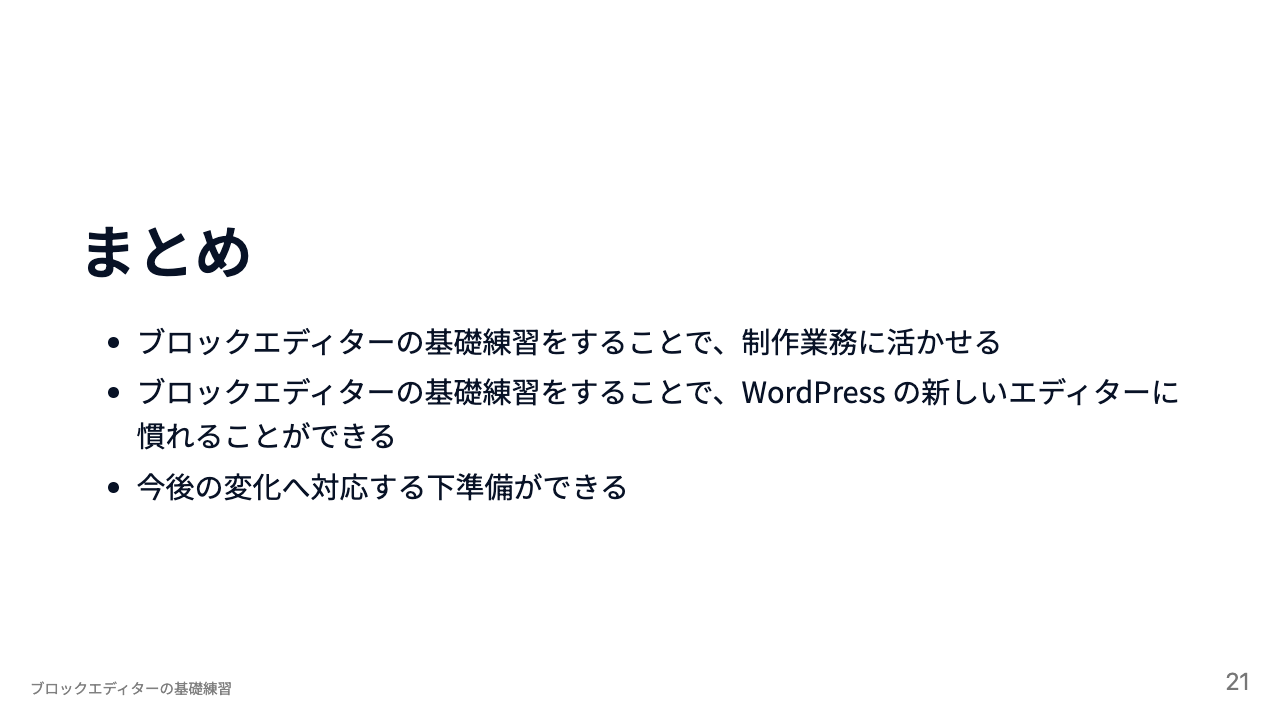 まとめ
• ブロックエディターの基礎練習をすることで、制作業務に活かせる
• ブロックエディターの基礎練習をすることで、WordPress の新しいエディターに
慣れることができる
• 今後の変化へ対応する下準備ができる
ブロックエディターの基礎練習
21